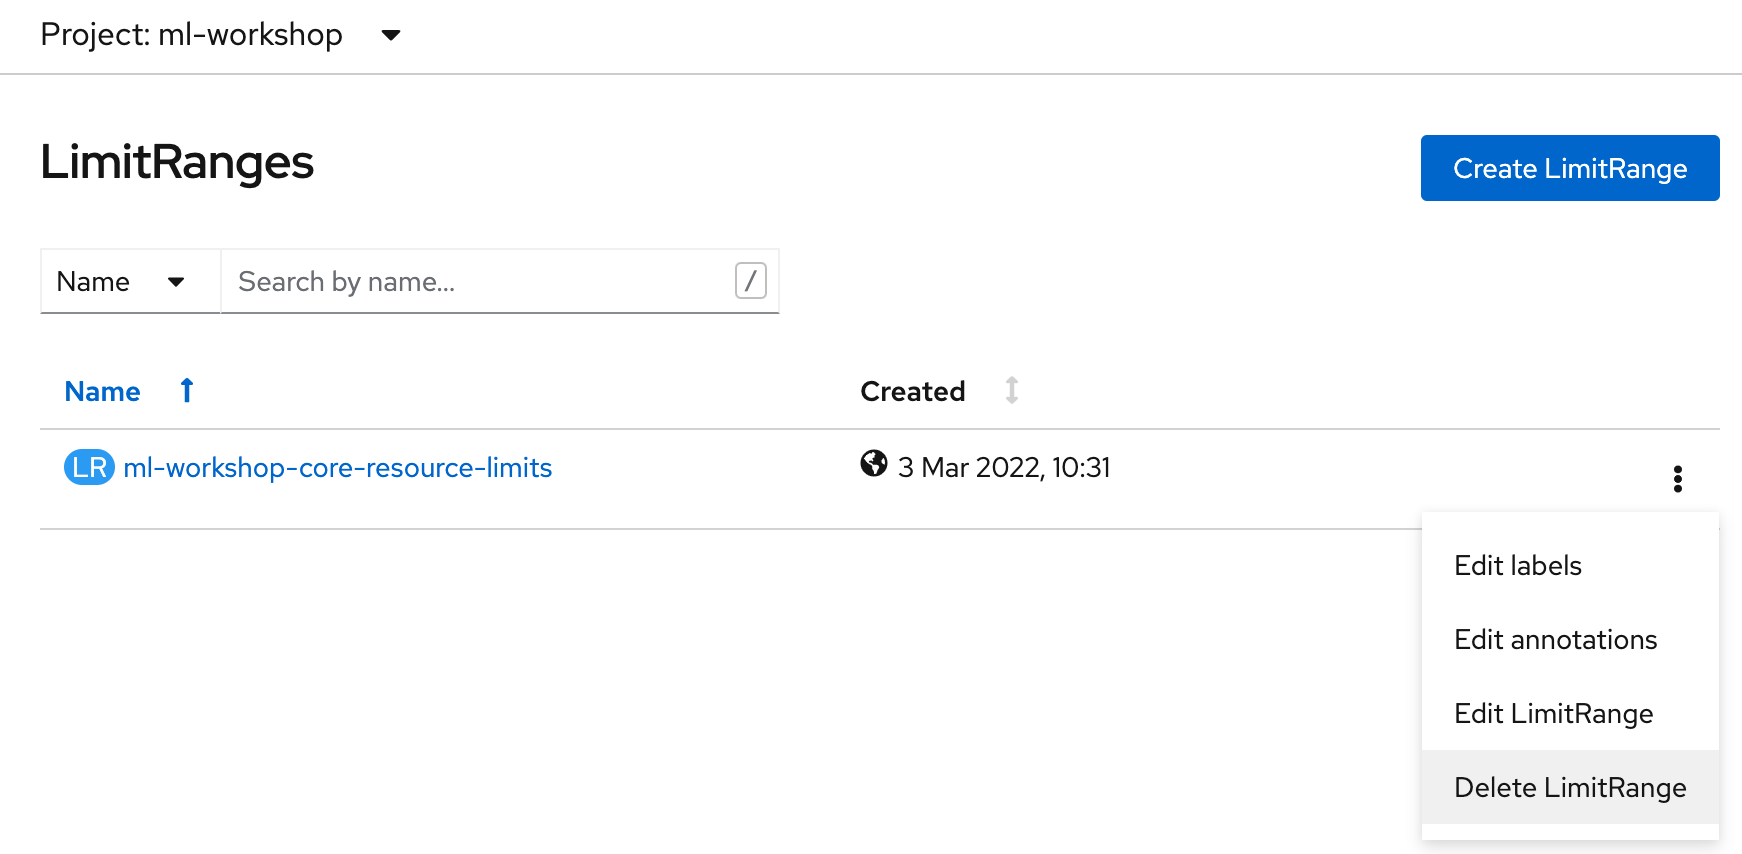 Project: ml-workshop
LimitRanges
Create LimitRange
Name
Search by name...
/
Name
Created
LR ml-workshop-core-resource-limits
3 Mar 2022, 10:31
Edit labels
Edit annotations
Edit LimitRange
Delete LimitRange